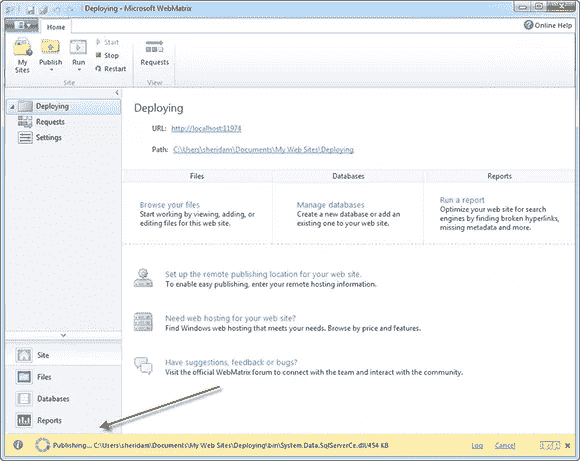 Deploying - Microsoft WebMatrix
Home
Online Help
My Sites
Publish
Run
Start
Stop
Restart
Requests
Site
View
Deploying
Requests
Settings
Deploying
URL: http://localhost:11974
Path: C:\Users\sheridam\Documents\My Web Sites\Deploying
Files
Databases
Reports
Browse your files
Start working by viewing, adding, or
editing files for this web site.
Manage databases
Create a new database or add an
existing one to your web site.
Run a report
Optimize your web site for search
engines by finding broken hyperlinks,
missing metadata and more.
Set up the remote publishing location for your web site.
To enable easy publishing, enter your remote hosting information.
Need web hosting for your web site?
Find Windows web hosting that meets your needs. Browse by price and features.
Have suggestions, feedback or bugs?
Visit the official WebMatrix forum to connect with the team and interact with the community.
Site
Files
Databases
Reports
Publishing... C:\Users\sheridam\Documents\My Web Sites\Deploying\bin\System.Data.SqlServerCe.dll/454 KB
Log
Cancel